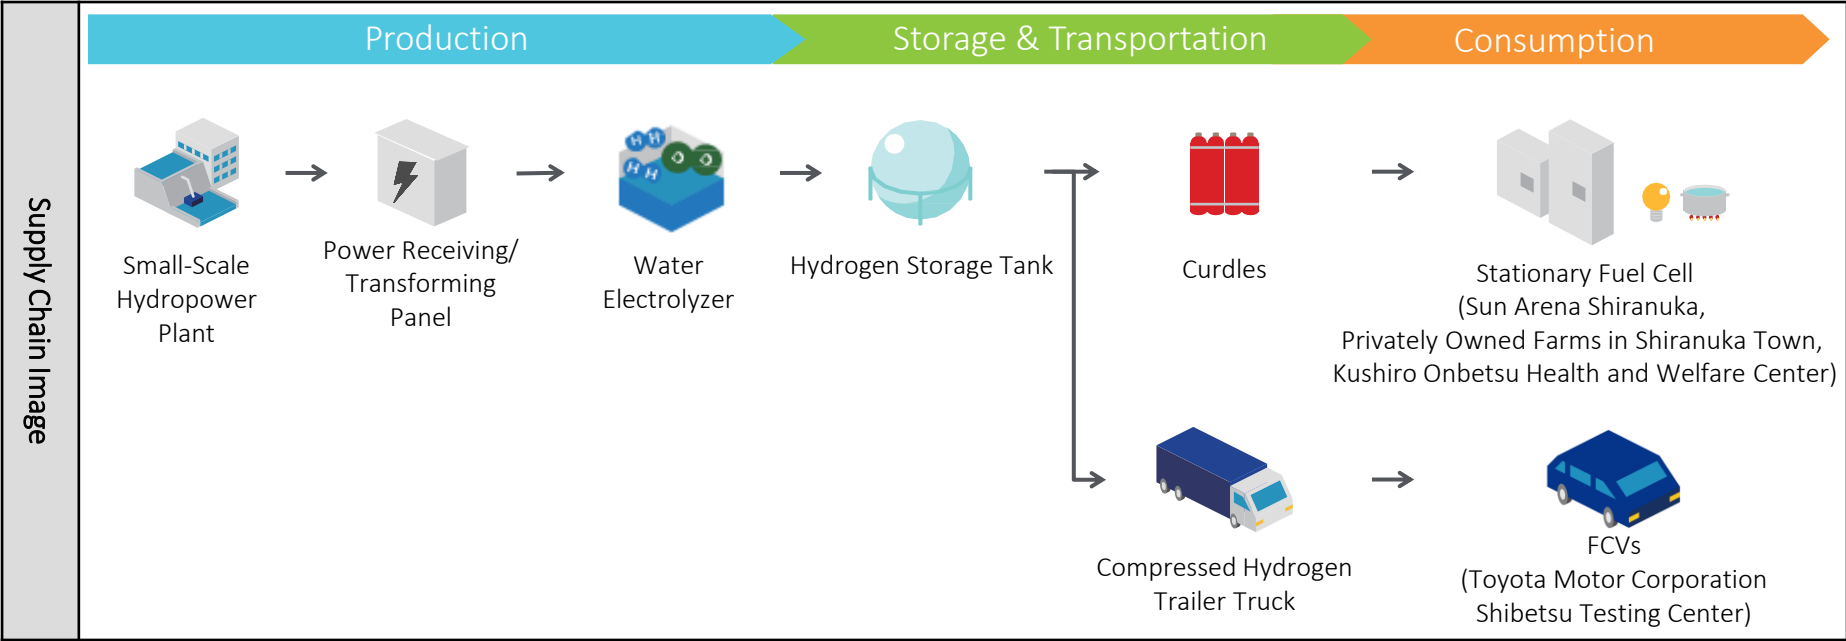 Supply Chain Image
Production
Storage & Transportation
Consumption
Small-Scale
Hydropower
Plant
Power Receiving/
Transforming
Panel
H H
H H
O O
Water
Electrolyzer
Hydrogen Storage Tank
Curdles
Stationary Fuel Cell
(Sun Arena Shiranuka,
Privately Owned Farms in Shiranuka Town,
Kushiro Onbetsu Health and Welfare Center)
Compressed Hydrogen
Trailer Truck
FCVs
(Toyota Motor Corporation
Shibetsu Testing Center)